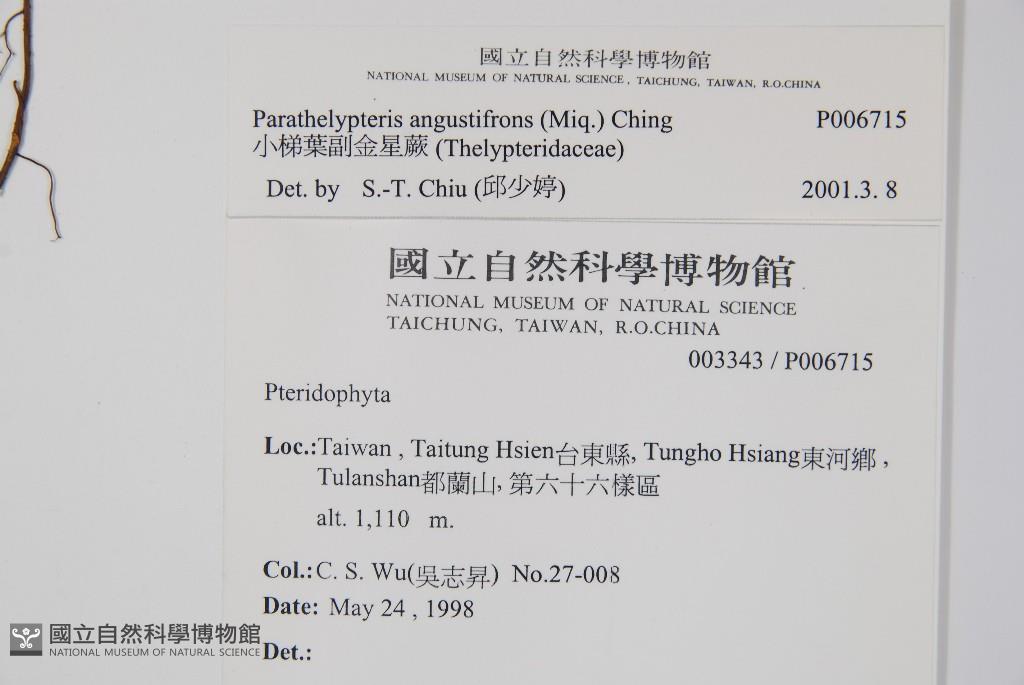 國立自然科學博物館
NATIONAL MUSEUM OF NATURAL SCIENCE, TAICHUNG, TAIWAN, R.O.CHINA
Parathelypteris angustifrons (Miq.) Ching P006715
小梯葉副金星蕨 (Thelypteridaceae)
Det. by S.-T. Chiu (邱少婷) 2001.3. 8
國立自然科學博物館
NATIONAL MUSEUM OF NATURAL SCIENCE
TAICHUNG, TAIWAN, R.O.CHINA
003343 / P006715
Pteridophyta
Loc.:Taiwan , Taitung Hsien台東縣, Tungho Hsiang東河鄉 ,
Tulanshan都蘭山, 第六十六樣區
alt. 1,110 m.
Col.:C. S. Wu(吳志昇) No.27-008
Date: May 24 , 1998
Det.:
國立自然科學博物館
NATIONAL MUSEUM OF NATURAL SCIENCE